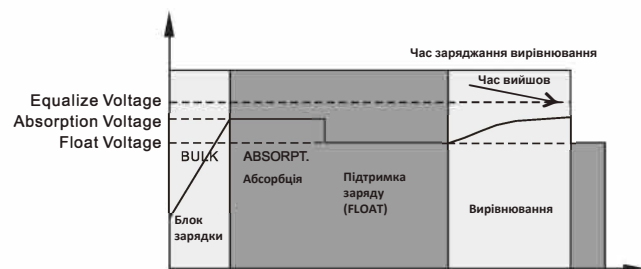 Час заряджання вирівнювання
Час вийшов
Equalize Voltage
Absorption Voltage
Float Voltage
BULK
ABSORPT.
Абсорбція
Підтримка
заряду
(FLOAT)
Блок
зарядки
Вирівнювання